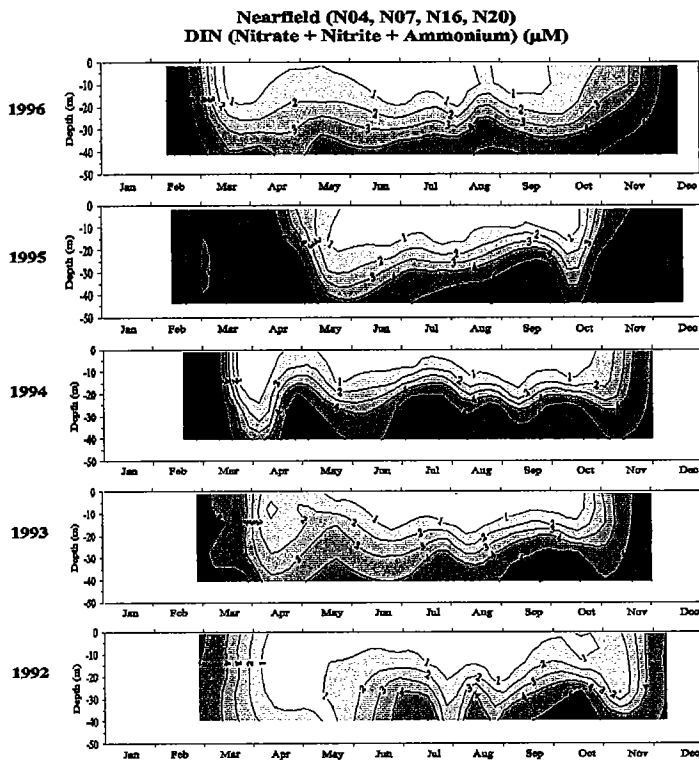 Nearfield (N04, N07, N16, N20)
DIN (Nitrate + Nitrite + Ammonium) (μM)
1996
Depth (m)
0
-10
-20
-30
-40
-50
Jan Feb Mar Apr May Jun Jul Aug Sep Oct Nov Dec
1995
Depth (m)
0
-10
-20
-30
-40
-50
Jan Feb Mar Apr May Jun Jul Aug Sep Oct Nov Dec
1994
Depth (m)
0
-10
-20
-30
-40
-50
Jan Feb Mar Apr May Jun Jul Aug Sep Oct Nov Dec
1993
Depth (m)
0
-10
-20
-30
-40
-50
Jan Feb Mar Apr May Jun Jul Aug Sep Oct Nov Dec
1992
Depth (m)
0
-10
-20
-30
-40
-50
Jan Feb Mar Apr May Jun Jul Aug Sep Oct Nov Dec